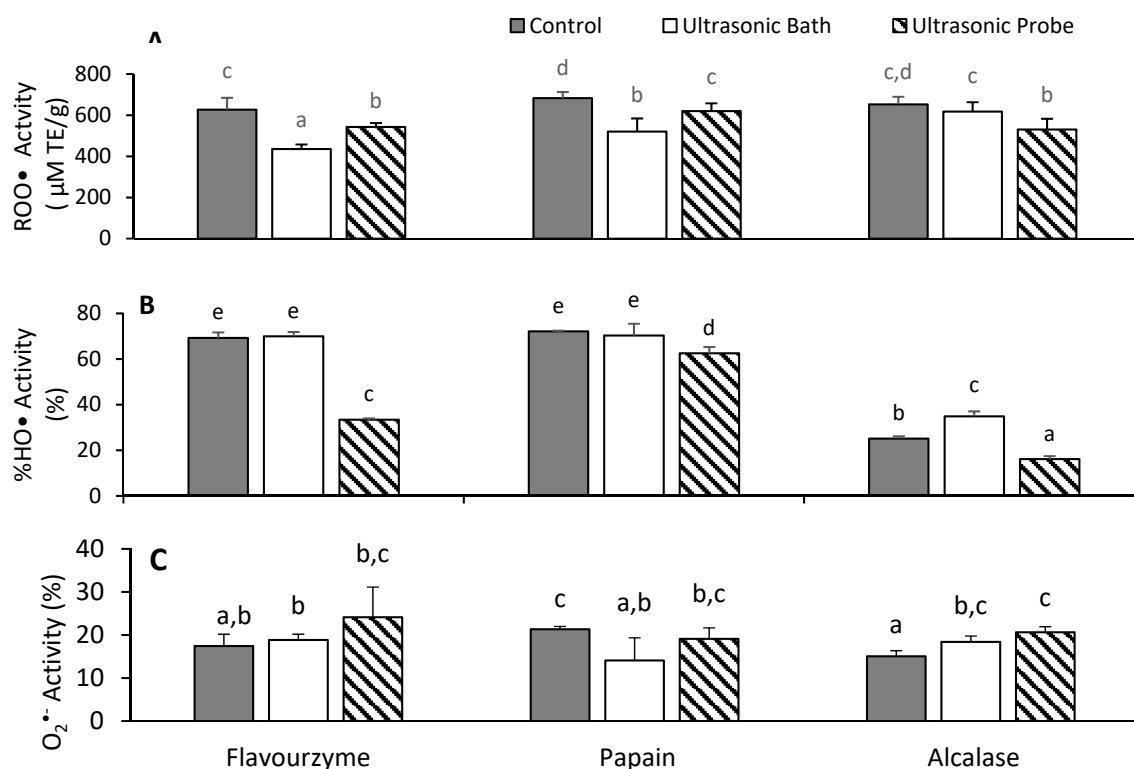 A
Control Ultrasonic Bath Ultrasonic Probe
ROO• Actvity
( µM TE/g)
800
600
400
200
0
c a b d b c c,d c b
B
%HO• Activity
(%)
80
60
40
20
0
e e c e e d b c a
C
O₂•⁻ Activity (%)
40
30
20
10
0
a,b b b,c c a,b b,c a b,c c
Flavourzyme Papain Alcalase